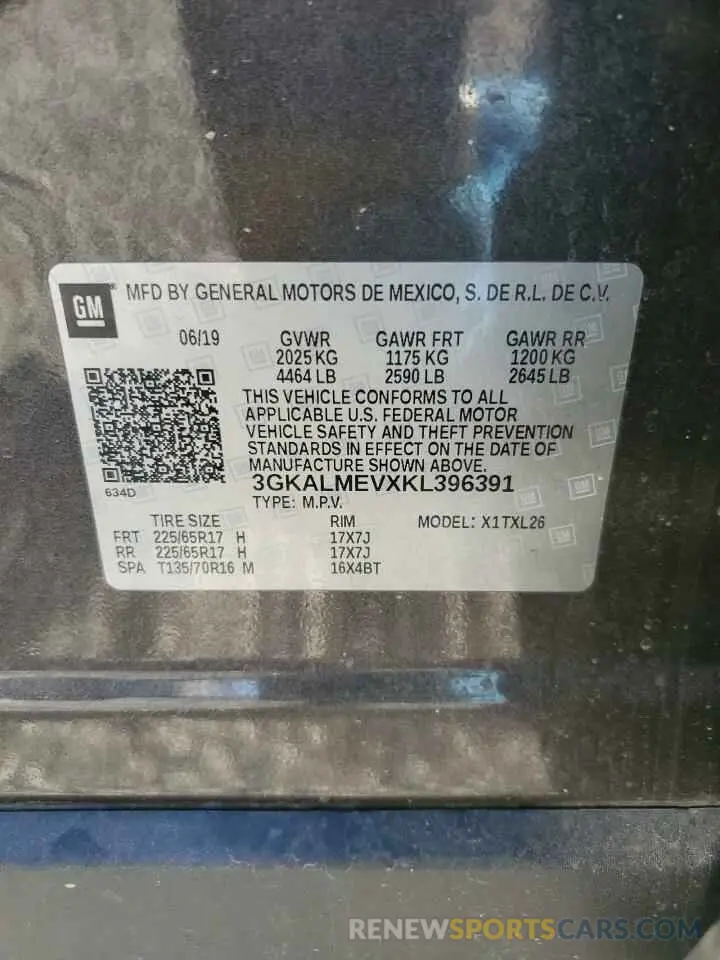 GM
MFD BY GENERAL MOTORS DE MEXICO, S. DE R.L. DE C.V.
06/19 GVWR GAWR FRT GAWR RR
2025 KG 1175 KG 1200 KG
4464 LB 2590 LB 2645 LB
THIS VEHICLE CONFORMS TO ALL
APPLICABLE U.S. FEDERAL MOTOR
VEHICLE SAFETY AND THEFT PREVENTION
STANDARDS IN EFFECT ON THE DATE OF
MANUFACTURE SHOWN ABOVE.
634D
3GKALMEVXKL396391
TYPE: M.P.V.
TIRE SIZE RIM MODEL: X1TXL26
FRT 225/65R17 H 17X7J
RR 225/65R17 H 17X7J
SPA T135/70R16 M 16X4BT
RENEWSPORTSCARS.COM